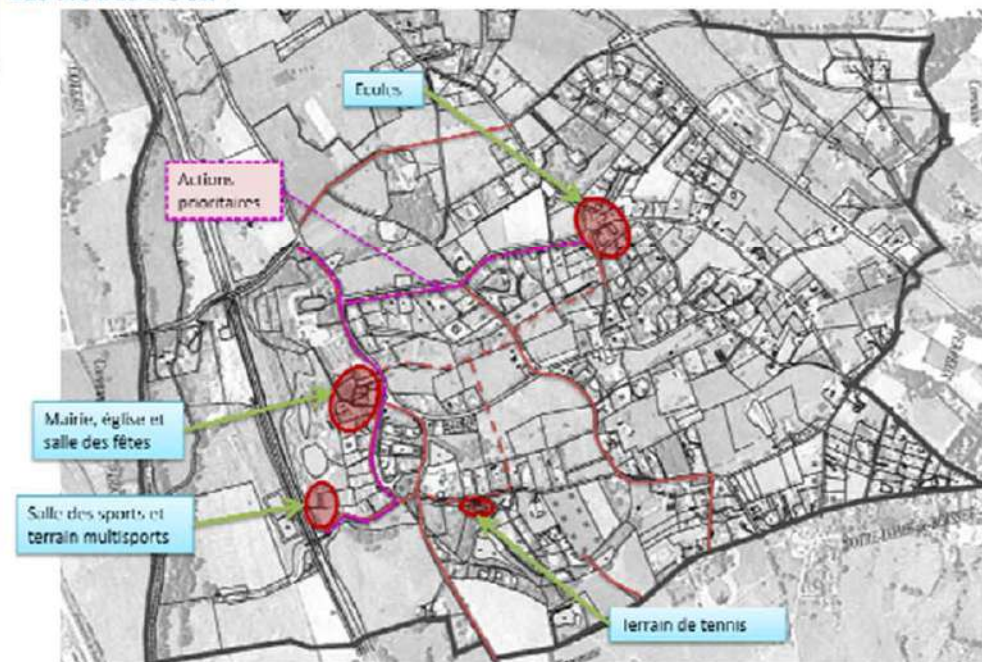 Ecoles
Actions
prioritaires
Mairie, église et
salle des fêtes
Salle des sports et
terrain multisports
Terrain de tennis